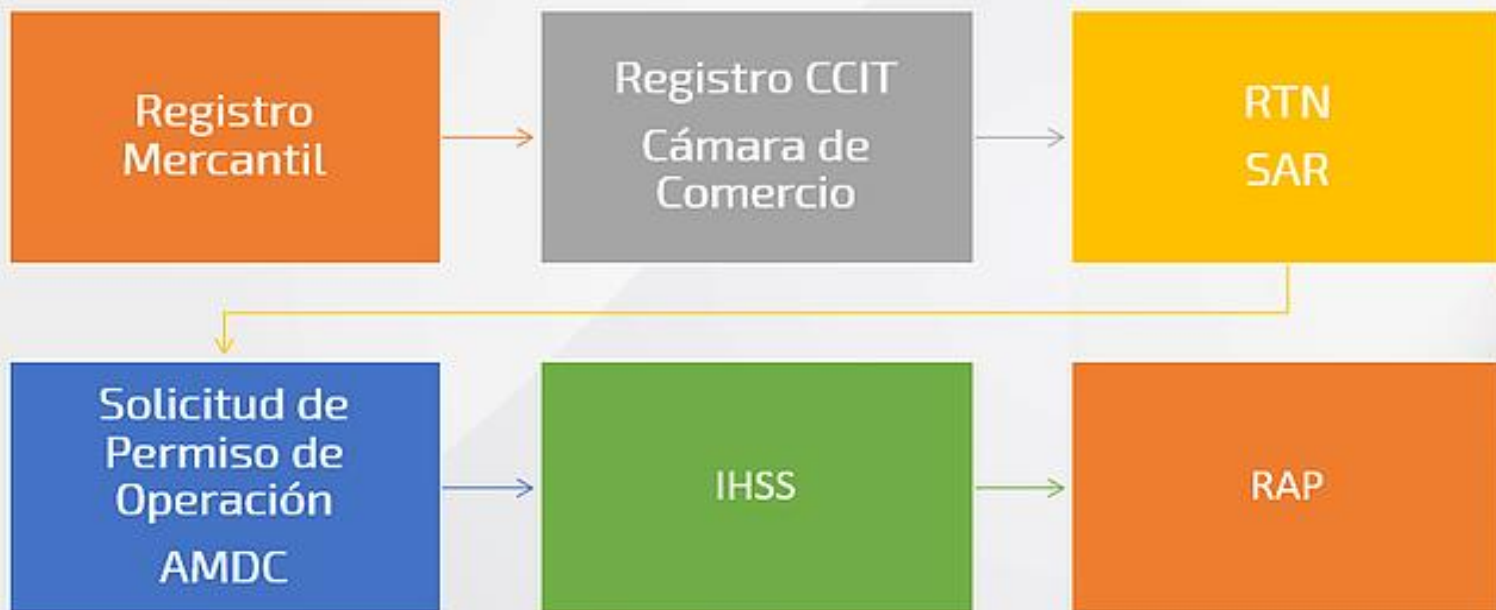 Registro
Mercantil
Registro CCIT
Cámara de
Comercio
RTN
SAR
Solicitud de
Permiso de
Operación
AMDC
IHSS
RAP